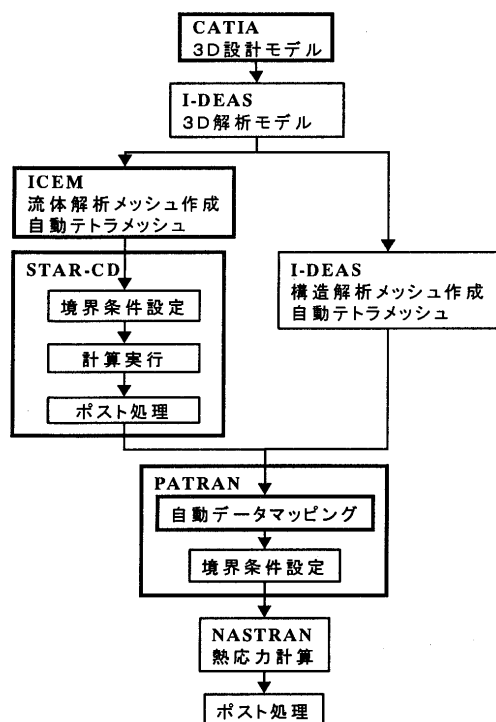 CATIA
3D設計モデル
I-DEAS
3D解析モデル
ICEM
流体解析メッシュ作成
自動テトラメッシュ
STAR-CD
境界条件設定
計算実行
ポスト処理
I-DEAS
構造解析メッシュ作成
自動テトラメッシュ
PATRAN
自動データマッピング
境界条件設定
NASTRAN
熱応力計算
ポスト処理